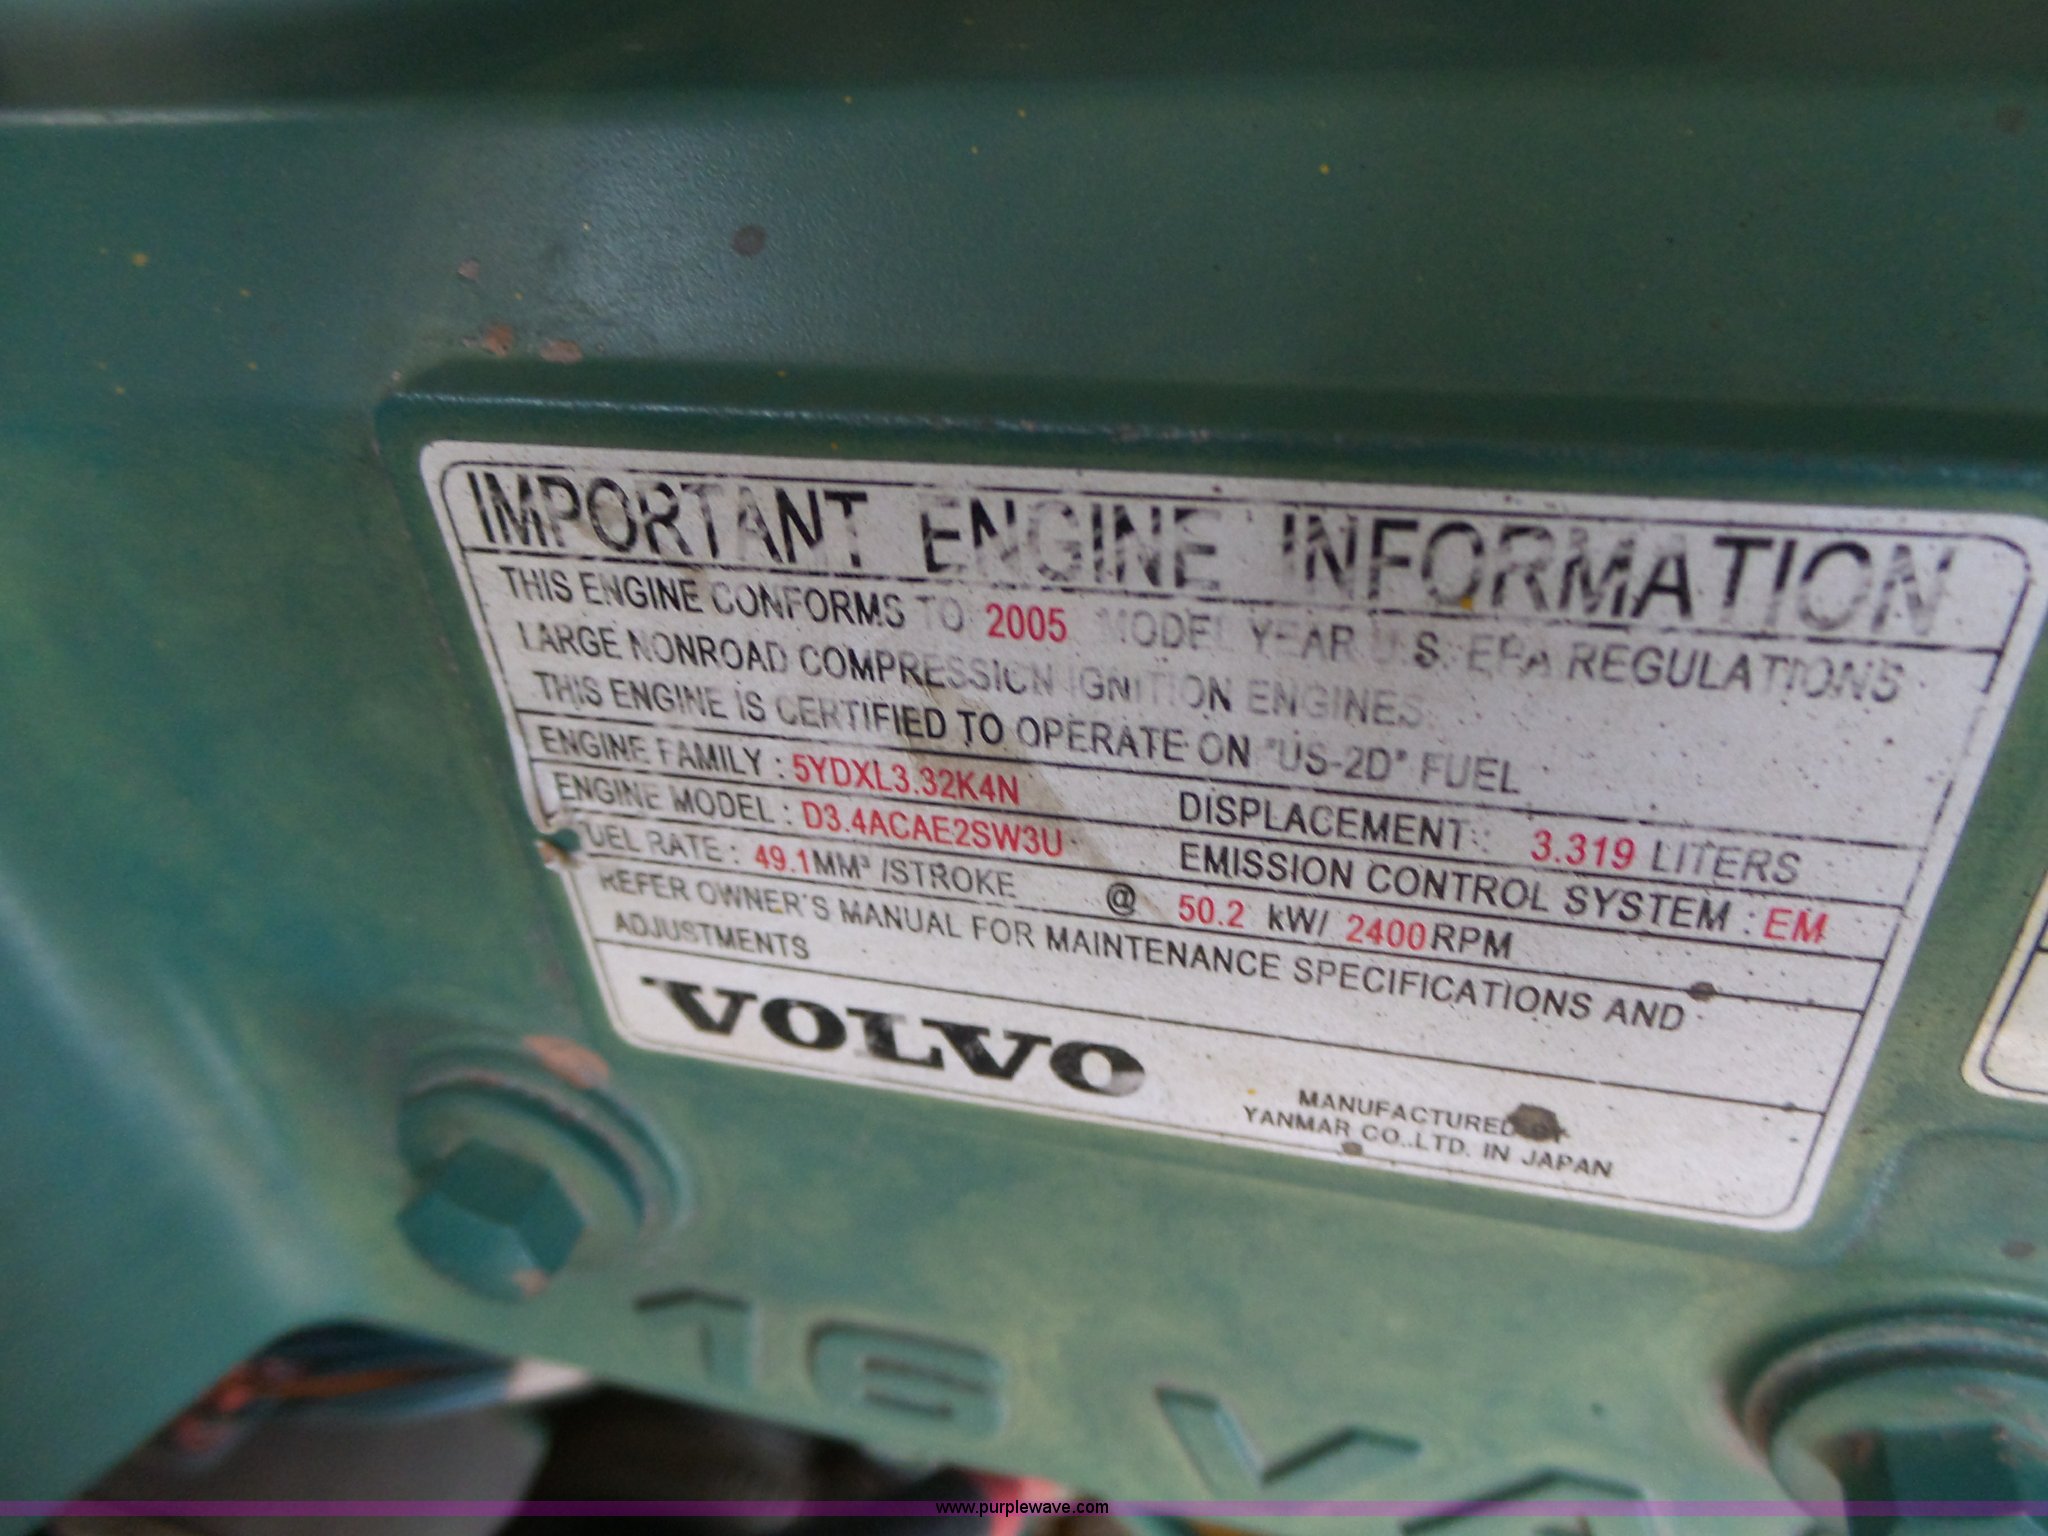 IMPORTANT ENGINE INFORMATION
THIS ENGINE CONFORMS TO 2005 MODEL YEAR U.S. EPA REGULATIONS
LARGE NONROAD COMPRESSION IGNITION ENGINES.
THIS ENGINE IS CERTIFIED TO OPERATE ON "US-2D" FUEL
ENGINE FAMILY : 5YDXL3.32K4N DISPLACEMENT : 3.319 LITERS
ENGINE MODEL : D3.4ACAE2SW3U EMISSION CONTROL SYSTEM : EM
FUEL RATE : 49.1MM³ /STROKE @ 50.2 kW/ 2400RPM
REFER OWNER'S MANUAL FOR MAINTENANCE SPECIFICATIONS AND
ADJUSTMENTS
VOLVO
MANUFACTURED BY
YANMAR CO.,LTD. IN JAPAN
16 V
www.purplewave.com